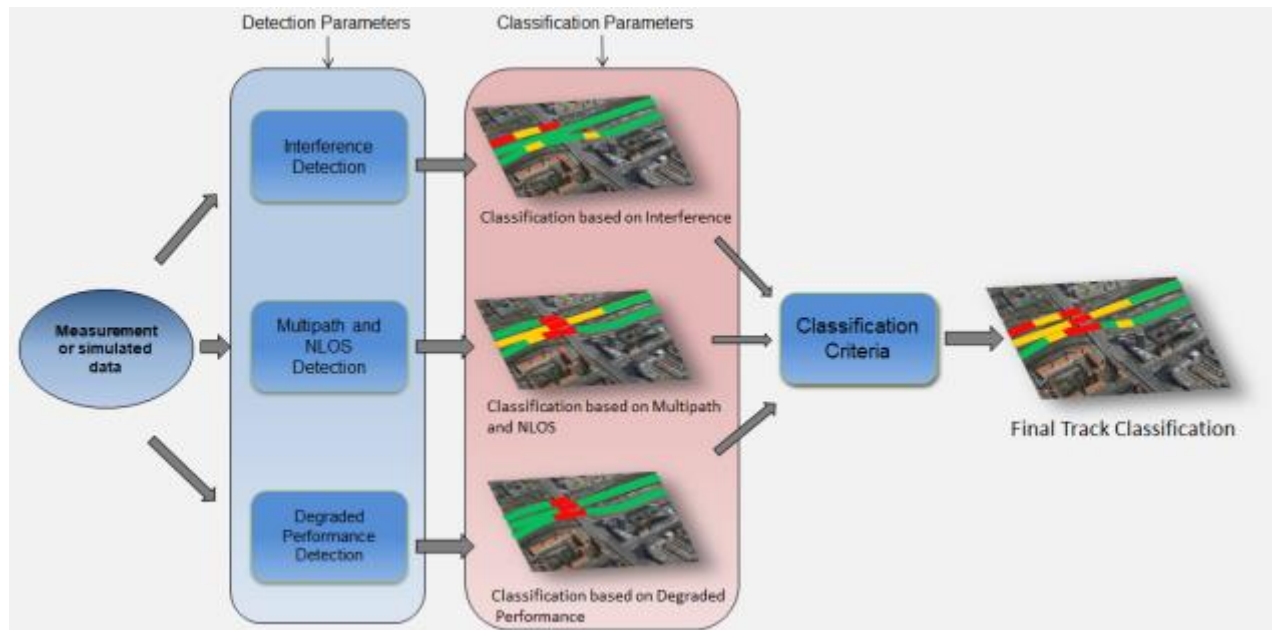 Detection Parameters
Classification Parameters
Interference
Detection
Classification based on Interference
Measurement
or simulated
data
Multipath and
NLOS
Detection
Classification based on Multipath
and NLOS
Classification
Criteria
Final Track Classification
Degraded
Performance
Detection
Classification based on Degraded
Performance